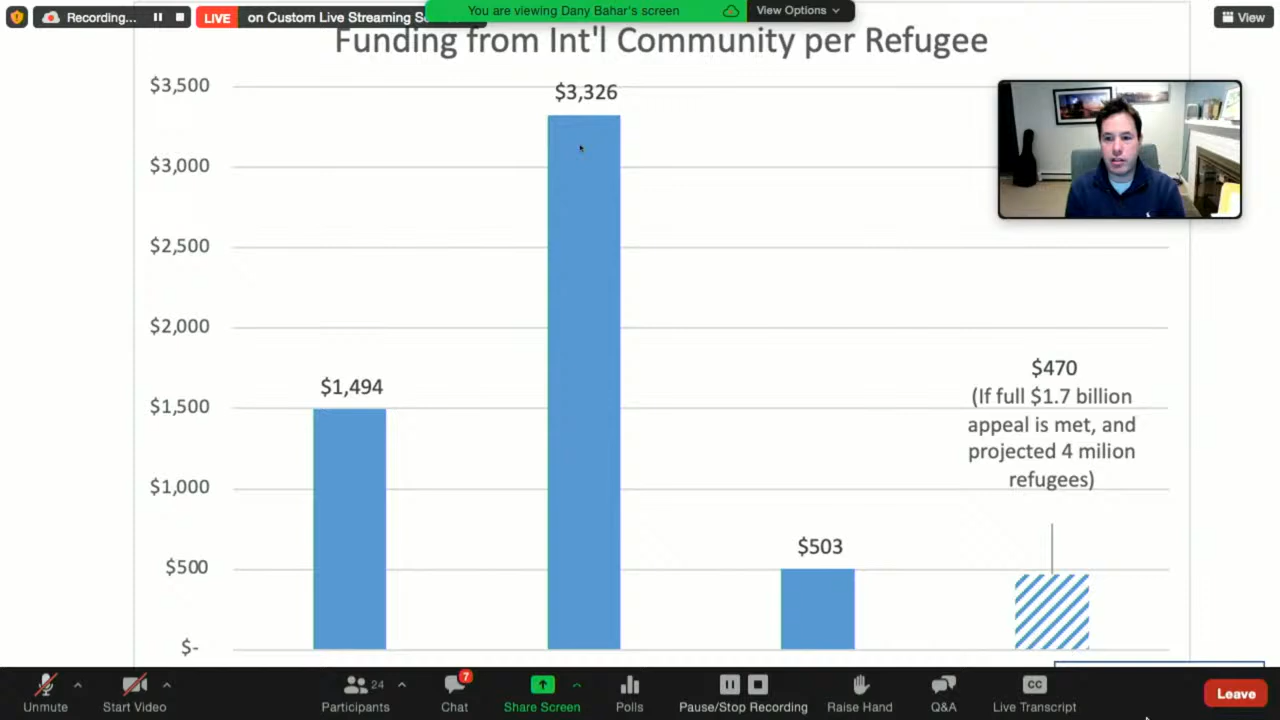 Recording...
LIVE
on Custom Live Streaming
You are viewing Dany Bahar's screen
View Options
View
Funding from Int'l Community per Refugee
$3,500
$3,326
$3,000
$2,500
$2,000
$470
$1,494
(If full $1.7 billion
$1,500
appeal is met, and
projected 4 milion
$1,000
refugees)
$503
$500
$-
Unmute
Start Video
24
Participants
7
Chat
Share Screen
Polls
Pause/Stop Recording
Raise Hand
Q&A
CC
Live Transcript
Leave